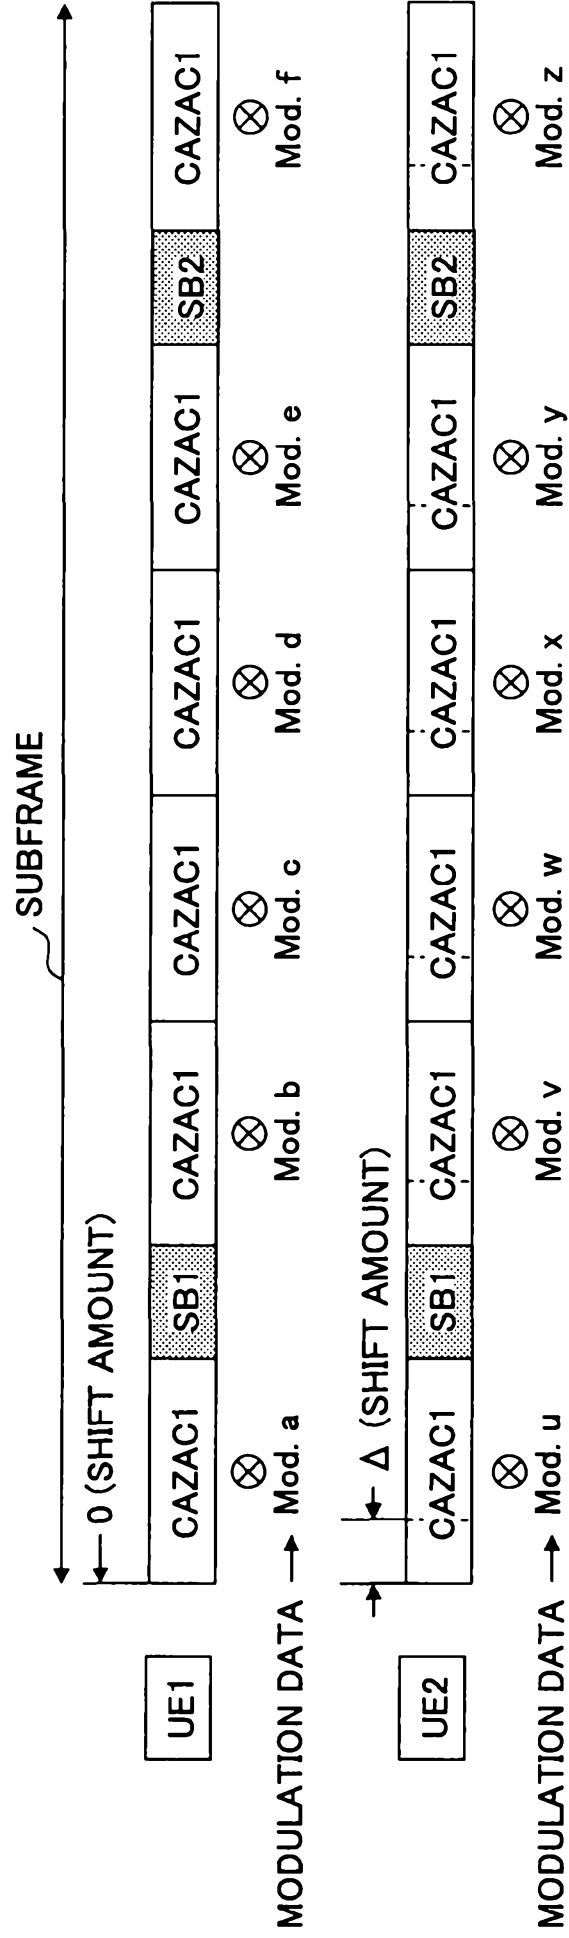 SUBFRAME
0 (SHIFT AMOUNT)
UE1
CAZAC1 SB1 CAZAC1 CAZAC1 CAZAC1 CAZAC1 SB2 CAZAC1
MODULATION DATA → Mod. a Mod. b Mod. c Mod. d Mod. e Mod. f
Δ (SHIFT AMOUNT)
UE2
CAZAC1 SB1 CAZAC1 CAZAC1 CAZAC1 CAZAC1 SB2 CAZAC1
MODULATION DATA → Mod. u Mod. v Mod. w Mod. x Mod. y Mod. z